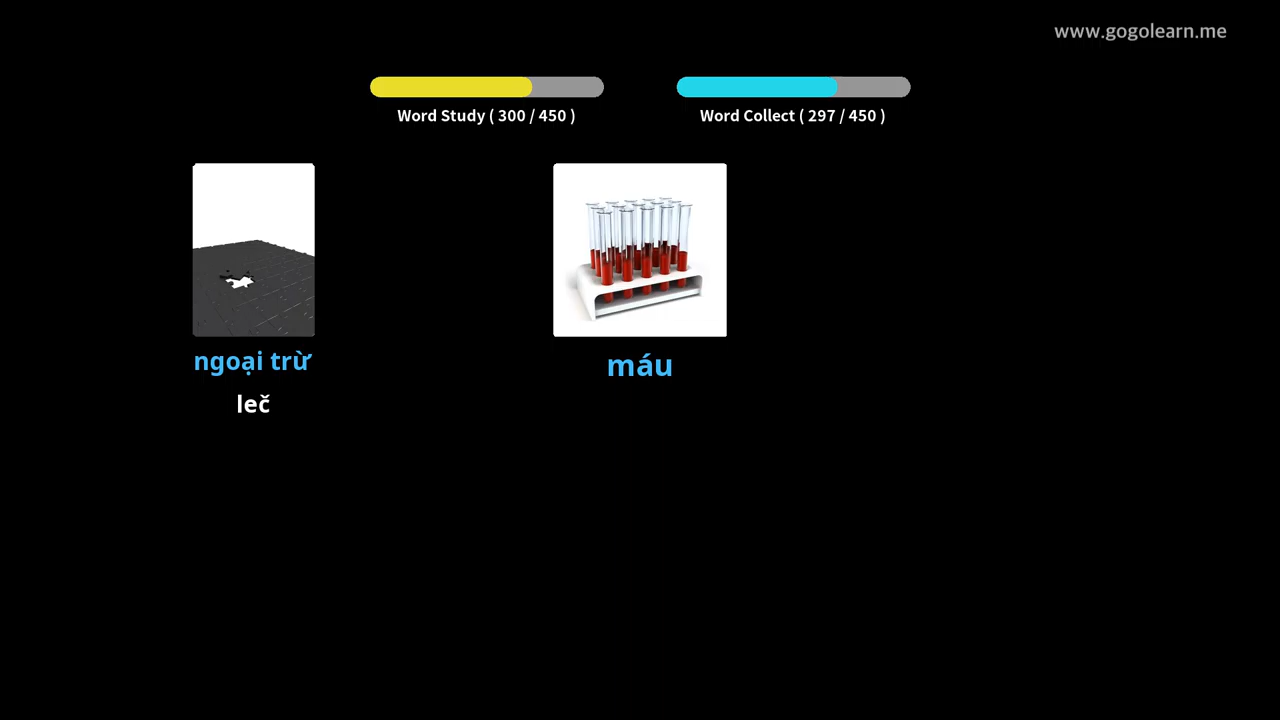 www.gogolearn.me
Word Study ( 300 / 450 )
Word Collect ( 297 / 450 )
ngoại trừ
leč
máu